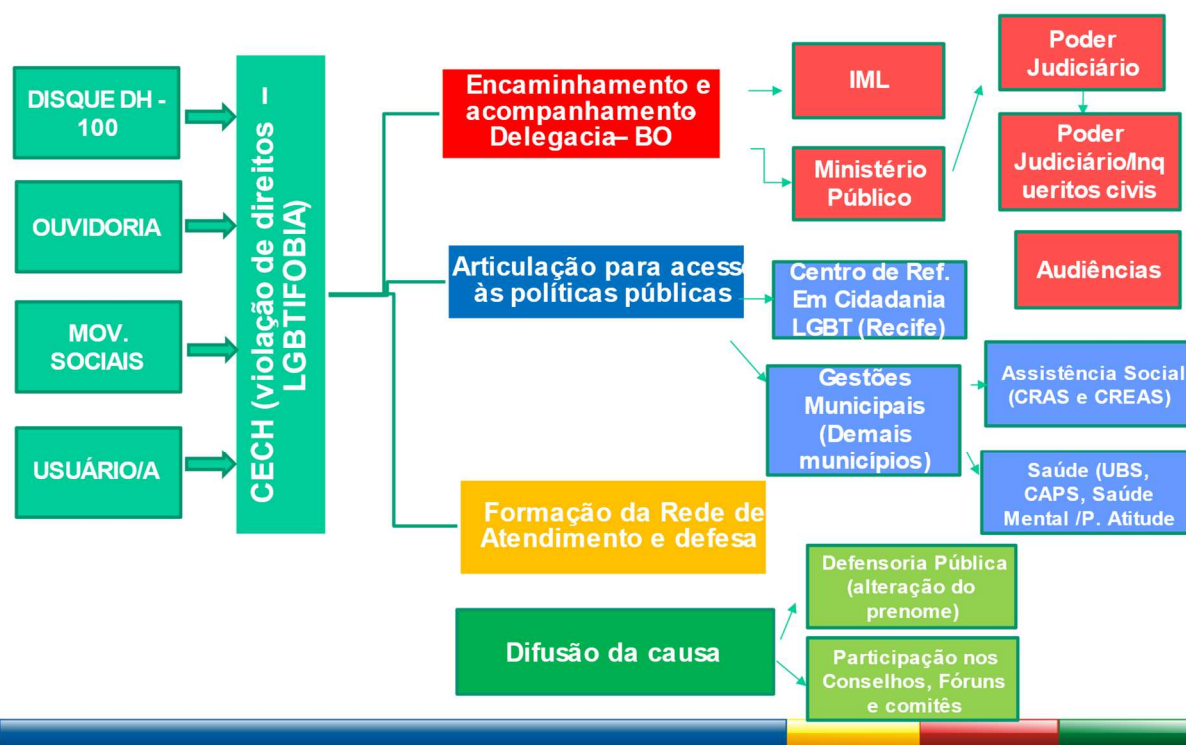 DISQUE DH -
100
OUVIDORIA
MOV.
SOCIAIS
USUÁRIO/A
CECH (violação de direitos –
LGBTIFOBIA)
Encaminhamento e
acompanhamento-
Delegacia– BO
IML
Ministério
Público
Poder
Judiciário
Poder
Judiciário/Inq
ueritos civis
Audiências
Articulação para acess
às políticas públicas
Centro de Ref.
Em Cidadania
LGBT (Recife)
Gestões
Municipais
(Demais
municípios)
Assistência Social
(CRAS e CREAS)
Saúde (UBS,
CAPS, Saúde
Mental /P. Atitude
Formação da Rede de
Atendimento e defesa
Difusão da causa
Defensoria Pública
(alteração do
prenome)
Participação nos
Conselhos, Fóruns
e comitês